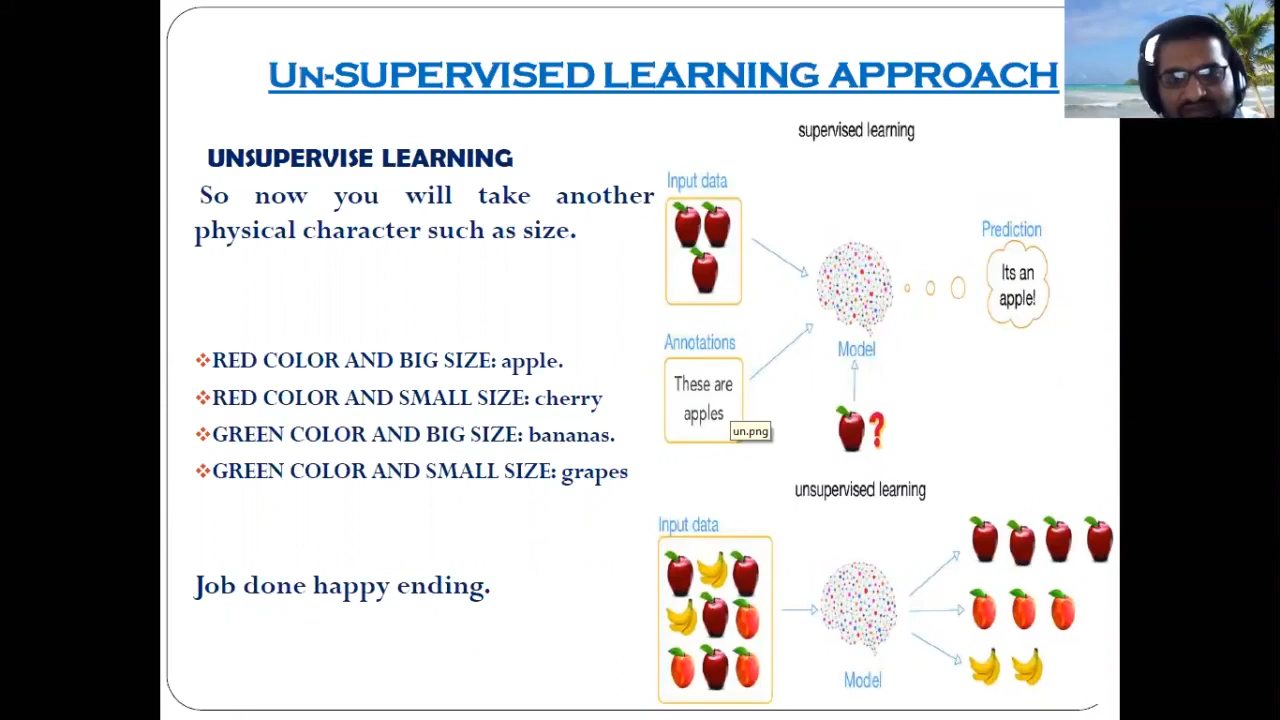 Un-SUPERVISED LEARNING APPROACH
UNSUPERVISE LEARNING
So now you will take another
physical character such as size.
RED COLOR AND BIG SIZE: apple.
RED COLOR AND SMALL SIZE: cherry
GREEN COLOR AND BIG SIZE: bananas.
GREEN COLOR AND SMALL SIZE: grapes
Job done happy ending.
supervised learning
Input data
Prediction
Its an
apple!
Annotations
Model
These are
apples
?
un.png
unsupervised learning
Input data
Model